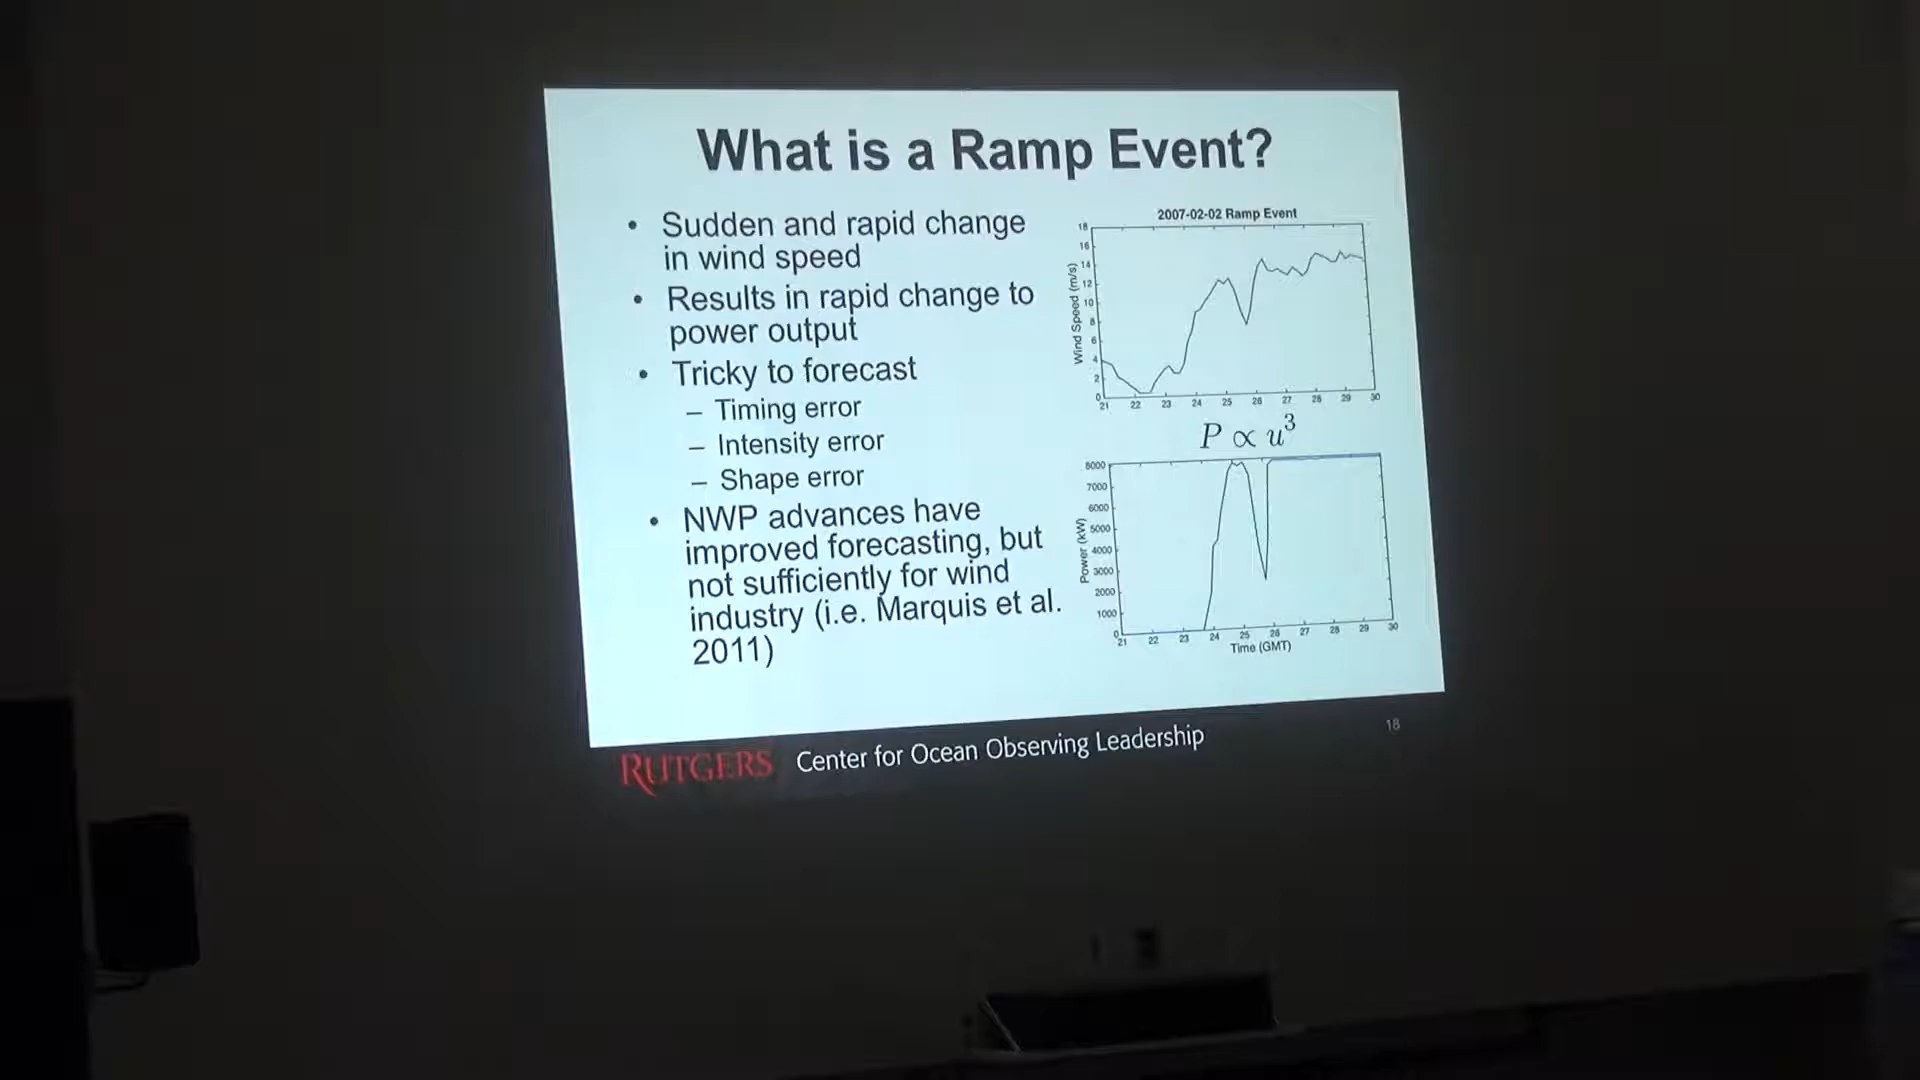 What is a Ramp Event?
• Sudden and rapid change
in wind speed
• Results in rapid change to
power output
• Tricky to forecast
– Timing error
– Intensity error
– Shape error
• NWP advances have
improved forecasting, but
not sufficiently for wind
industry (i.e. Marquis et al.
2011)
2007-02-02 Ramp Event
Wind Speed (m/s)
18
16
14
12
10
8
6
4
2
0
21 22 23 24 25 26 27 28 29 30
P ∝ u³
Power (kW)
8000
7000
6000
5000
4000
3000
2000
1000
0
21 22 23 24 25 26 27 28 29 30
Time (GMT)
RUTGERS Center for Ocean Observing Leadership
18